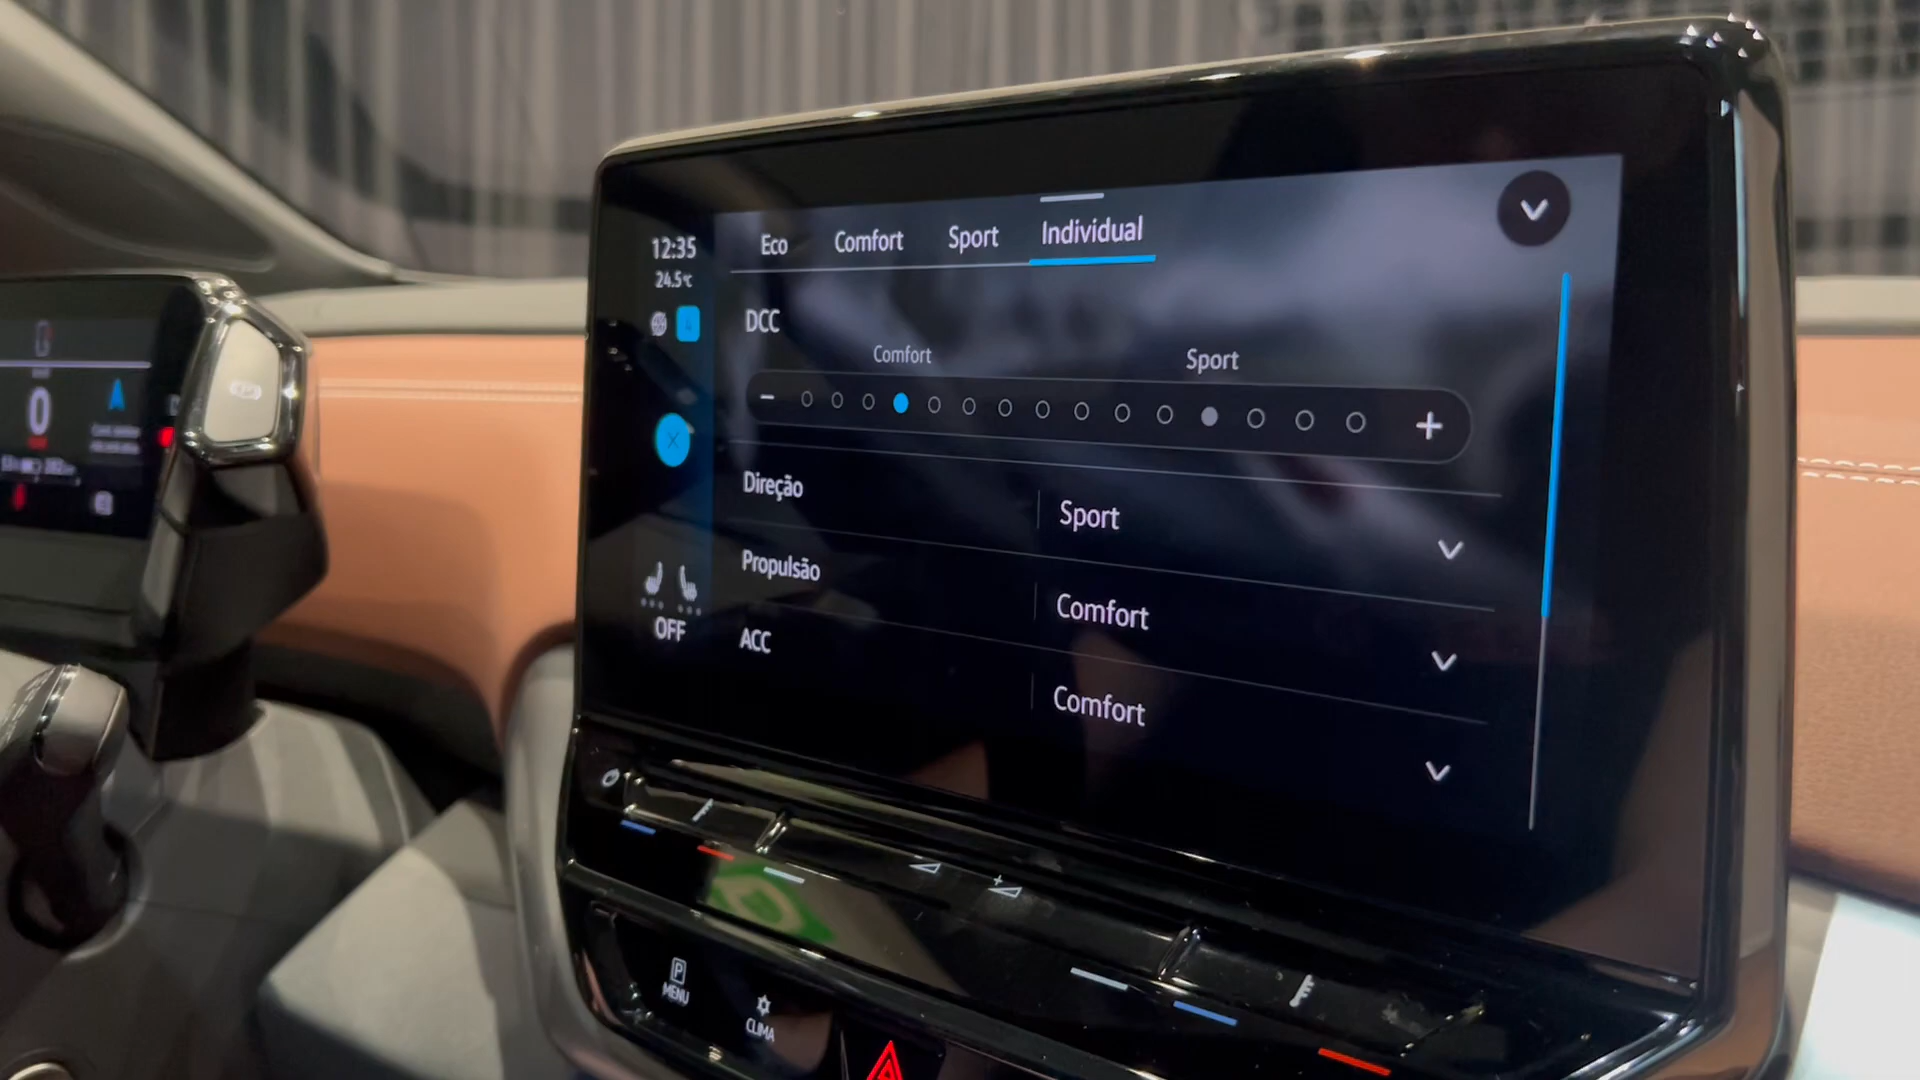 12:35
24.5°C
Eco Comfort Sport Individual
DCC
Comfort Sport
− +
Direção Sport
Propulsão Comfort
ACC Comfort
OFF
0
P
MENU
CLIMA